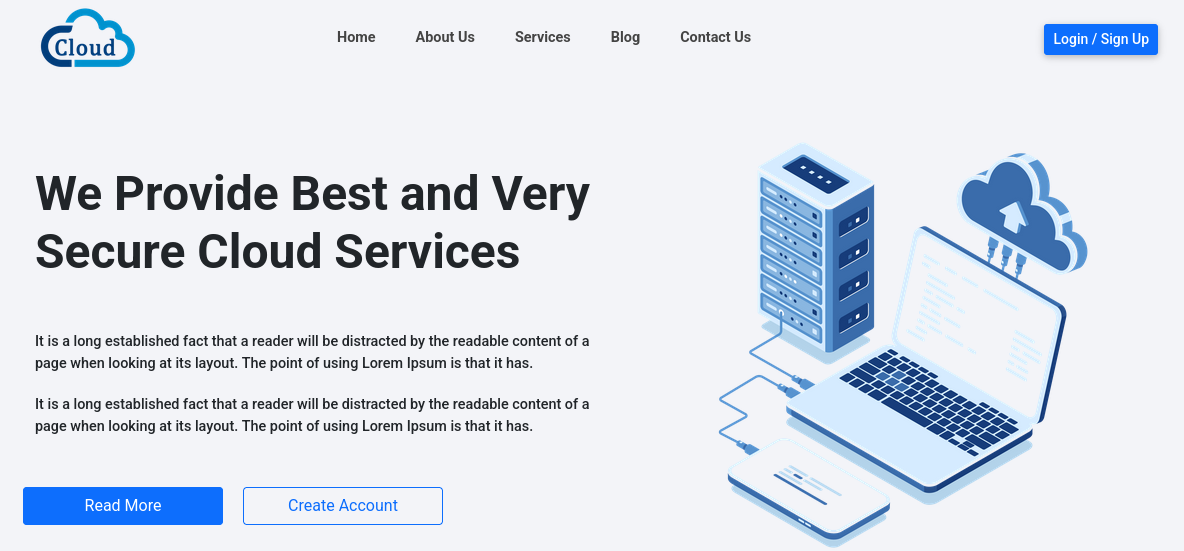 Cloud
Home About Us Services Blog Contact Us
Login / Sign Up
We Provide Best and Very
Secure Cloud Services
It is a long established fact that a reader will be distracted by the readable content of a
page when looking at its layout. The point of using Lorem Ipsum is that it has.
It is a long established fact that a reader will be distracted by the readable content of a
page when looking at its layout. The point of using Lorem Ipsum is that it has.
Read More Create Account